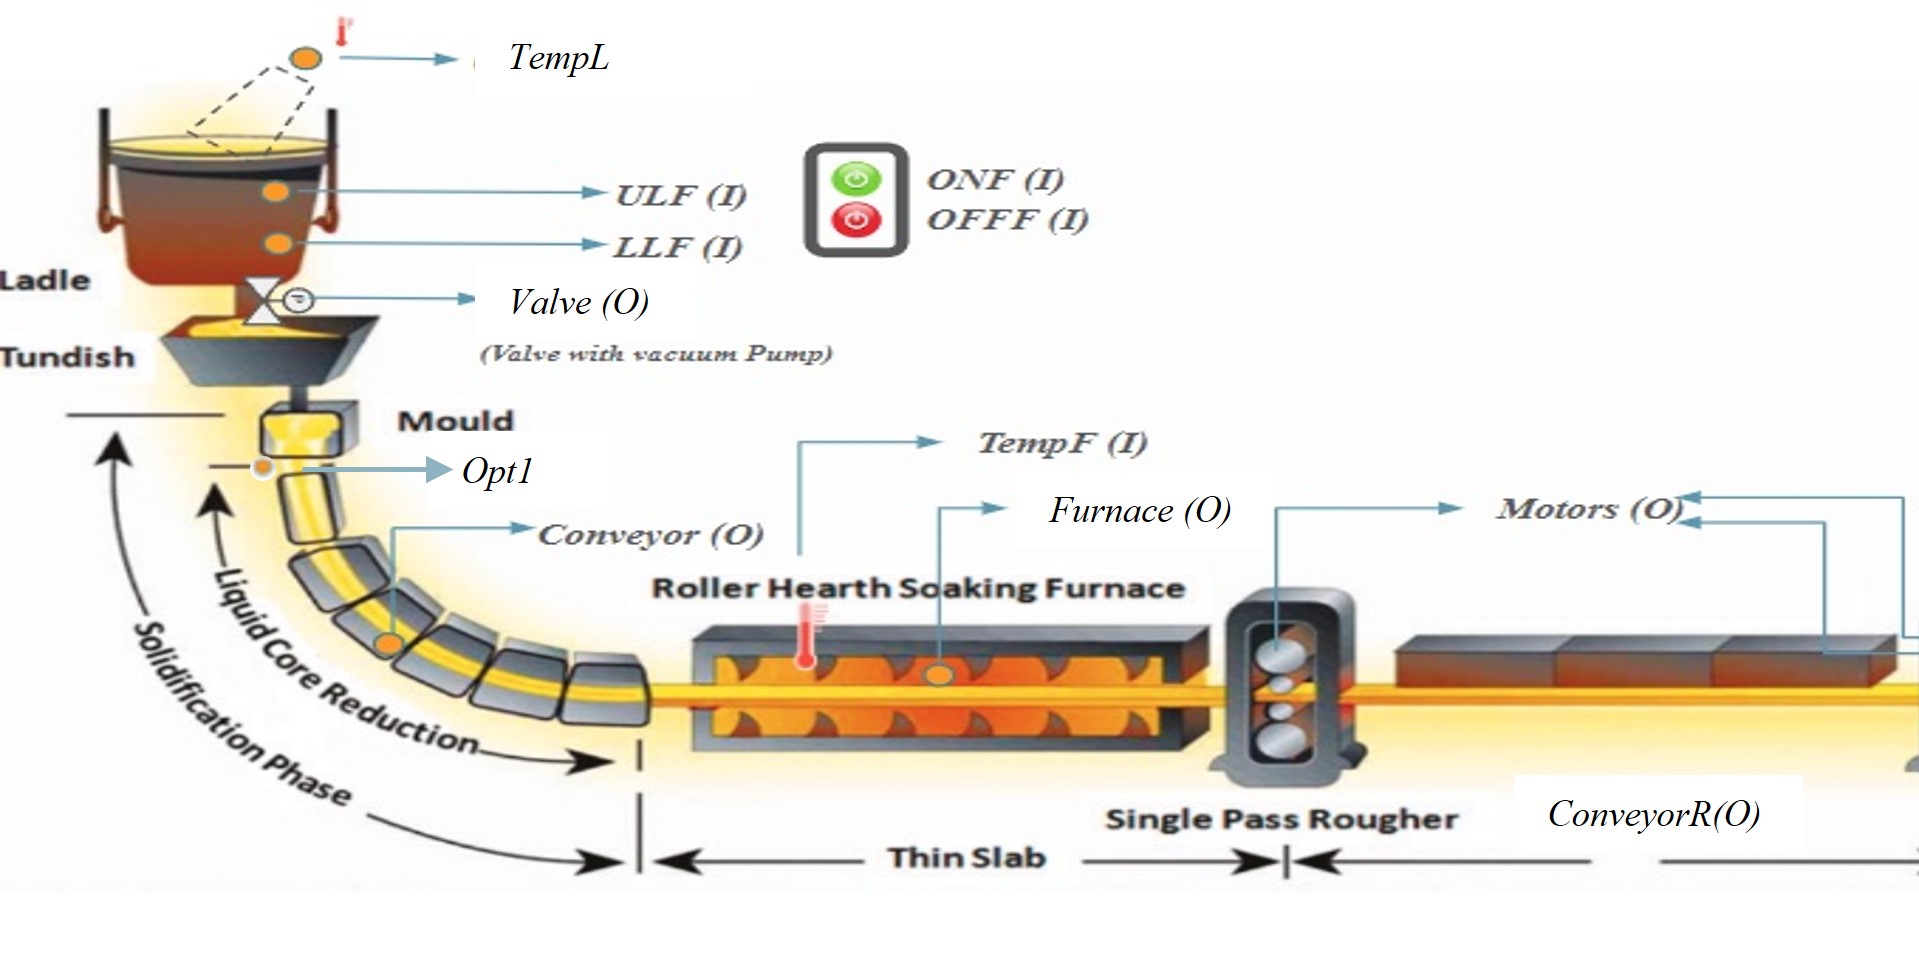 TempL
ULF (I)
ONF (I)
OFFF (I)
LLF (I)
Ladle
Valve (O)
Tundish
(Valve with vacuum Pump)
Mould
Opt1
TempF (I)
Conveyor (O)
Furnace (O)
Motors (O)
Roller Hearth Soaking Furnace
Liquid Core Reduction
Solidification Phase
Single Pass Rougher
ConveyorR(O)
Thin Slab